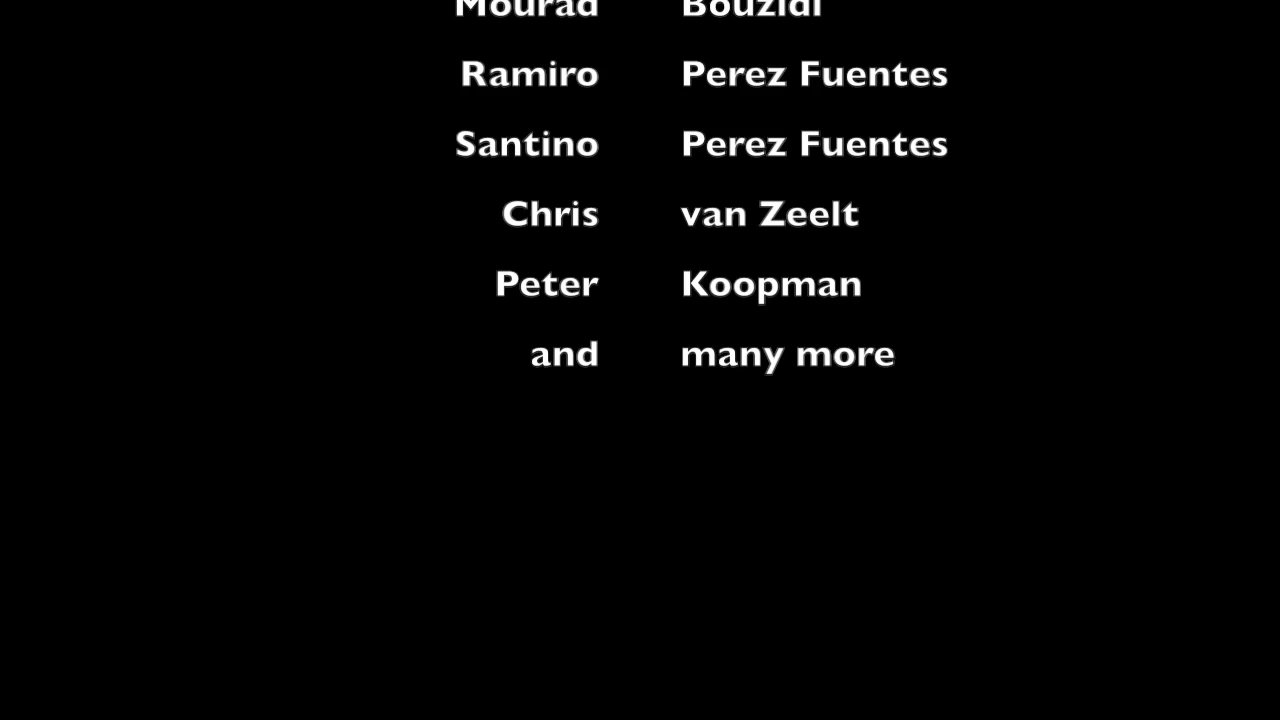 Mourad Bouzidi
Ramiro Perez Fuentes
Santino Perez Fuentes
Chris van Zeelt
Peter Koopman
and many more